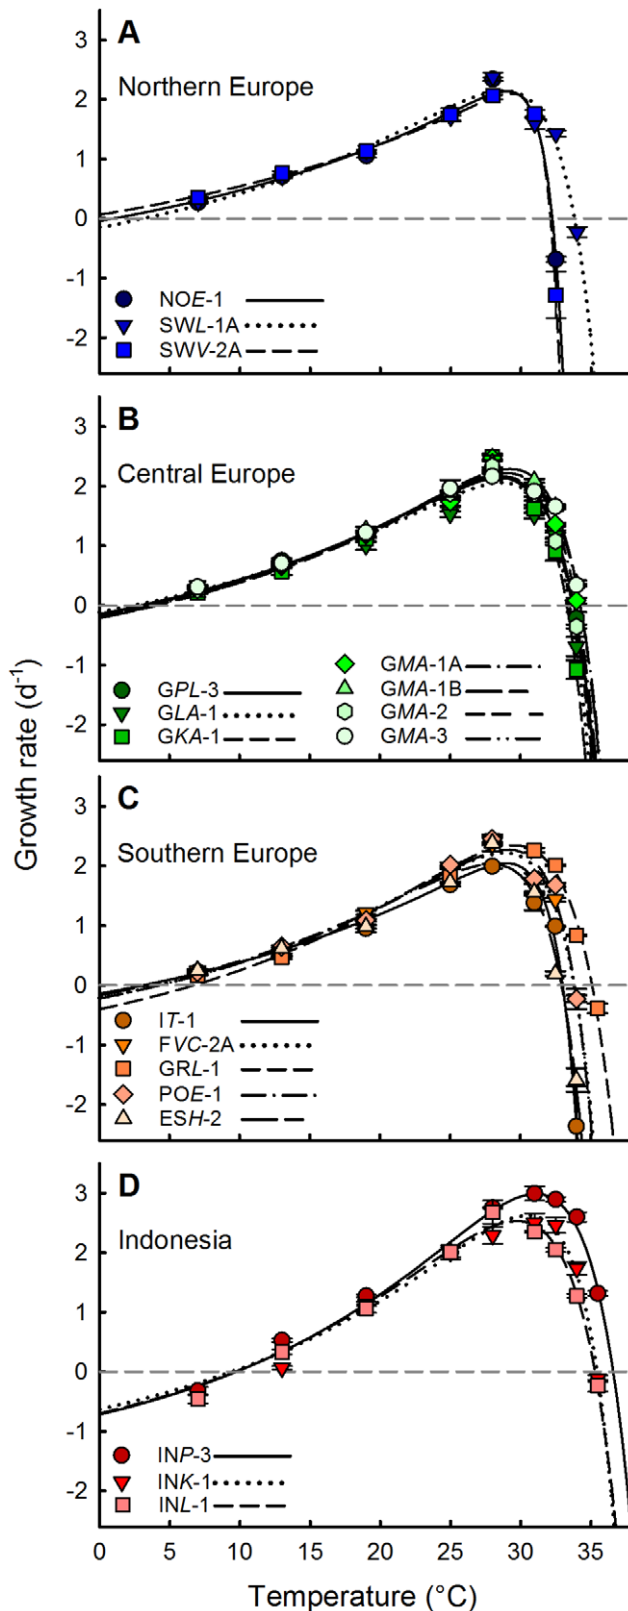 A
Northern Europe
3
2
1
0
-1
-2
NOE-1
SWL-1A
SWV-2A
B
Central Europe
3
2
1
0
-1
-2
GPL-3
GLA-1
GKA-1
GMA-1A
GMA-1B
GMA-2
GMA-3
Growth rate (d⁻¹)
C
Southern Europe
3
2
1
0
-1
-2
IT-1
FVC-2A
GRL-1
POE-1
ESH-2
D
Indonesia
3
2
1
0
-1
-2
INP-3
INK-1
INL-1
0 5 10 15 20 25 30 35
Temperature (°C)